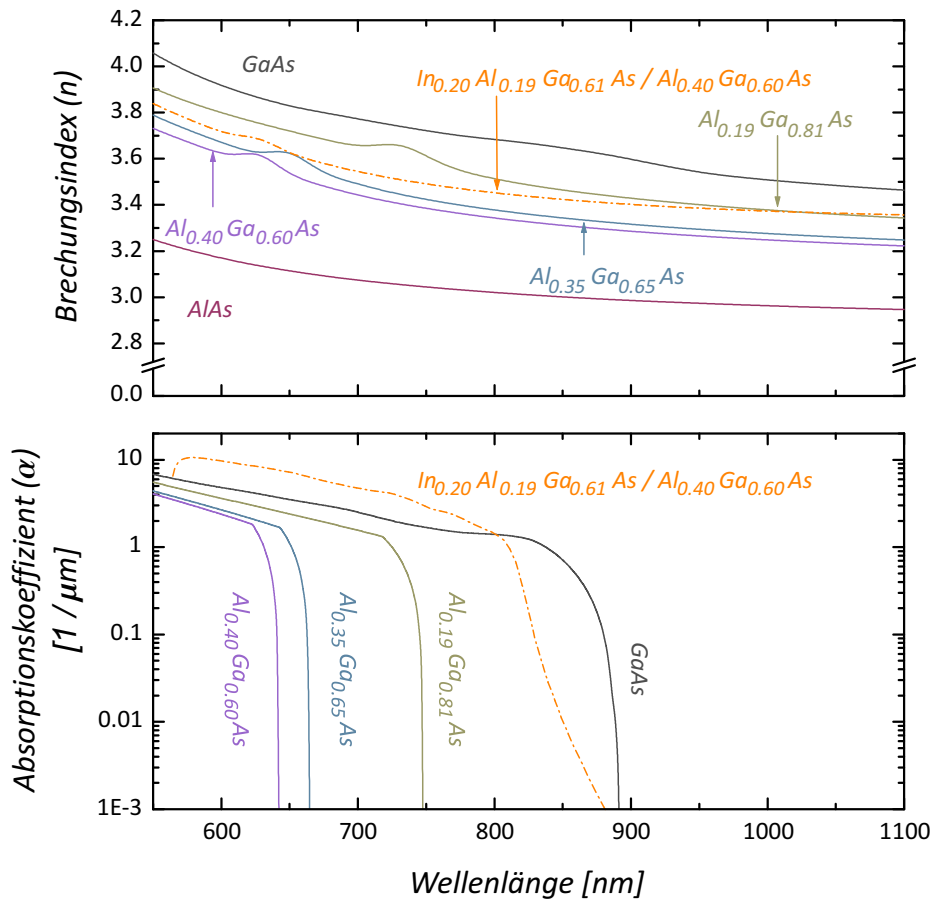 4.2
4.0
3.8
3.6
3.4
3.2
3.0
2.8
0.0
Brechungsindex (n)
GaAs
In0.20 Al0.19 Ga0.61 As / Al0.40 Ga0.60 As
Al0.19 Ga0.81 As
Al0.40 Ga0.60 As
Al0.35 Ga0.65 As
AlAs
10
1
0.1
0.01
1E-3
Absorptionskoeffizient (α)
[1 / μm]
In0.20 Al0.19 Ga0.61 As / Al0.40 Ga0.60 As
Al0.40 Ga0.60 As
Al0.35 Ga0.65 As
Al0.19 Ga0.81 As
GaAs
600
700
800
900
1000
1100
Wellenlänge [nm]